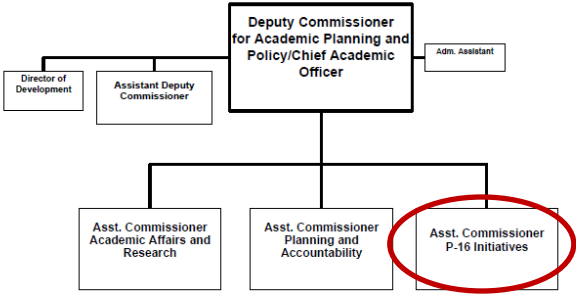 Deputy Commissioner
for Academic Planning and
Policy/Chief Academic
Officer
Adm. Assistant
Director of
Development
Assistant Deputy
Commissioner
Asst. Commissioner
Academic Affairs and
Research
Asst. Commissioner
Planning and
Accountability
Asst. Commissioner
P-16 Initiatives